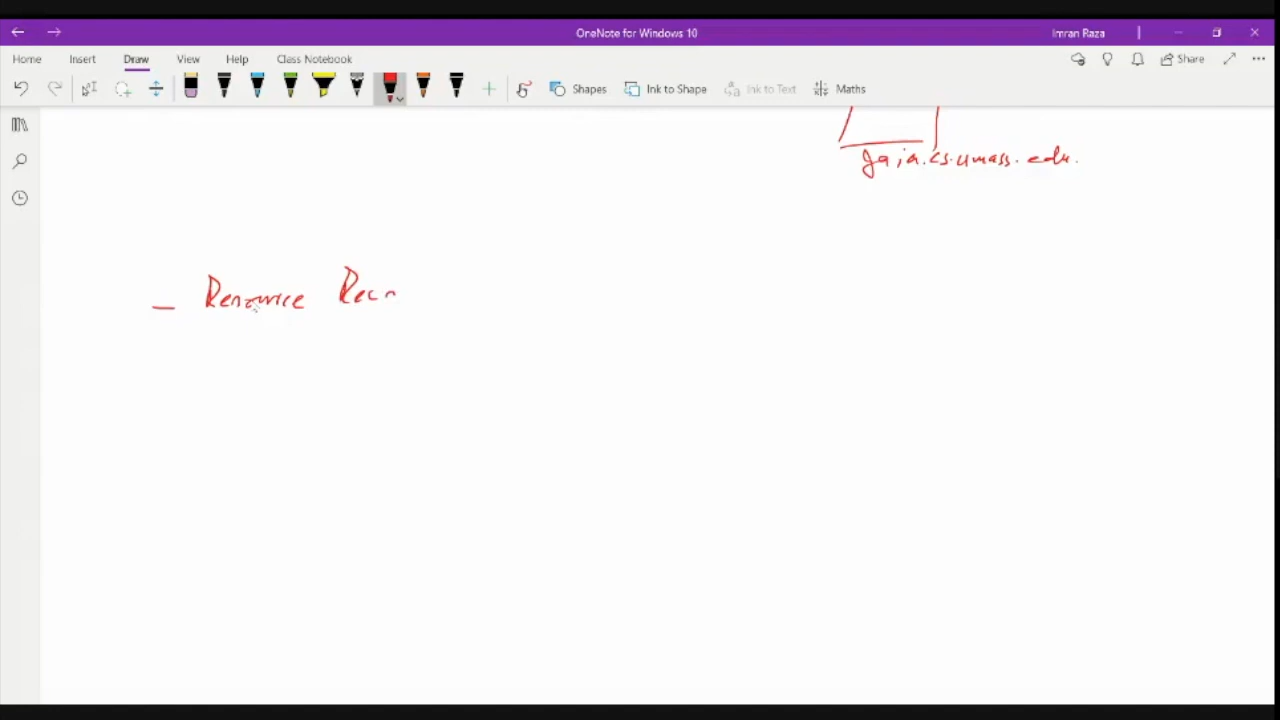 OneNote for Windows 10
Imran Raza
Home Insert Draw View Help Class Notebook
Share
Shapes Ink to Shape Ink to Text Maths
gaia.cs.umass.edu.
– Resource Rec